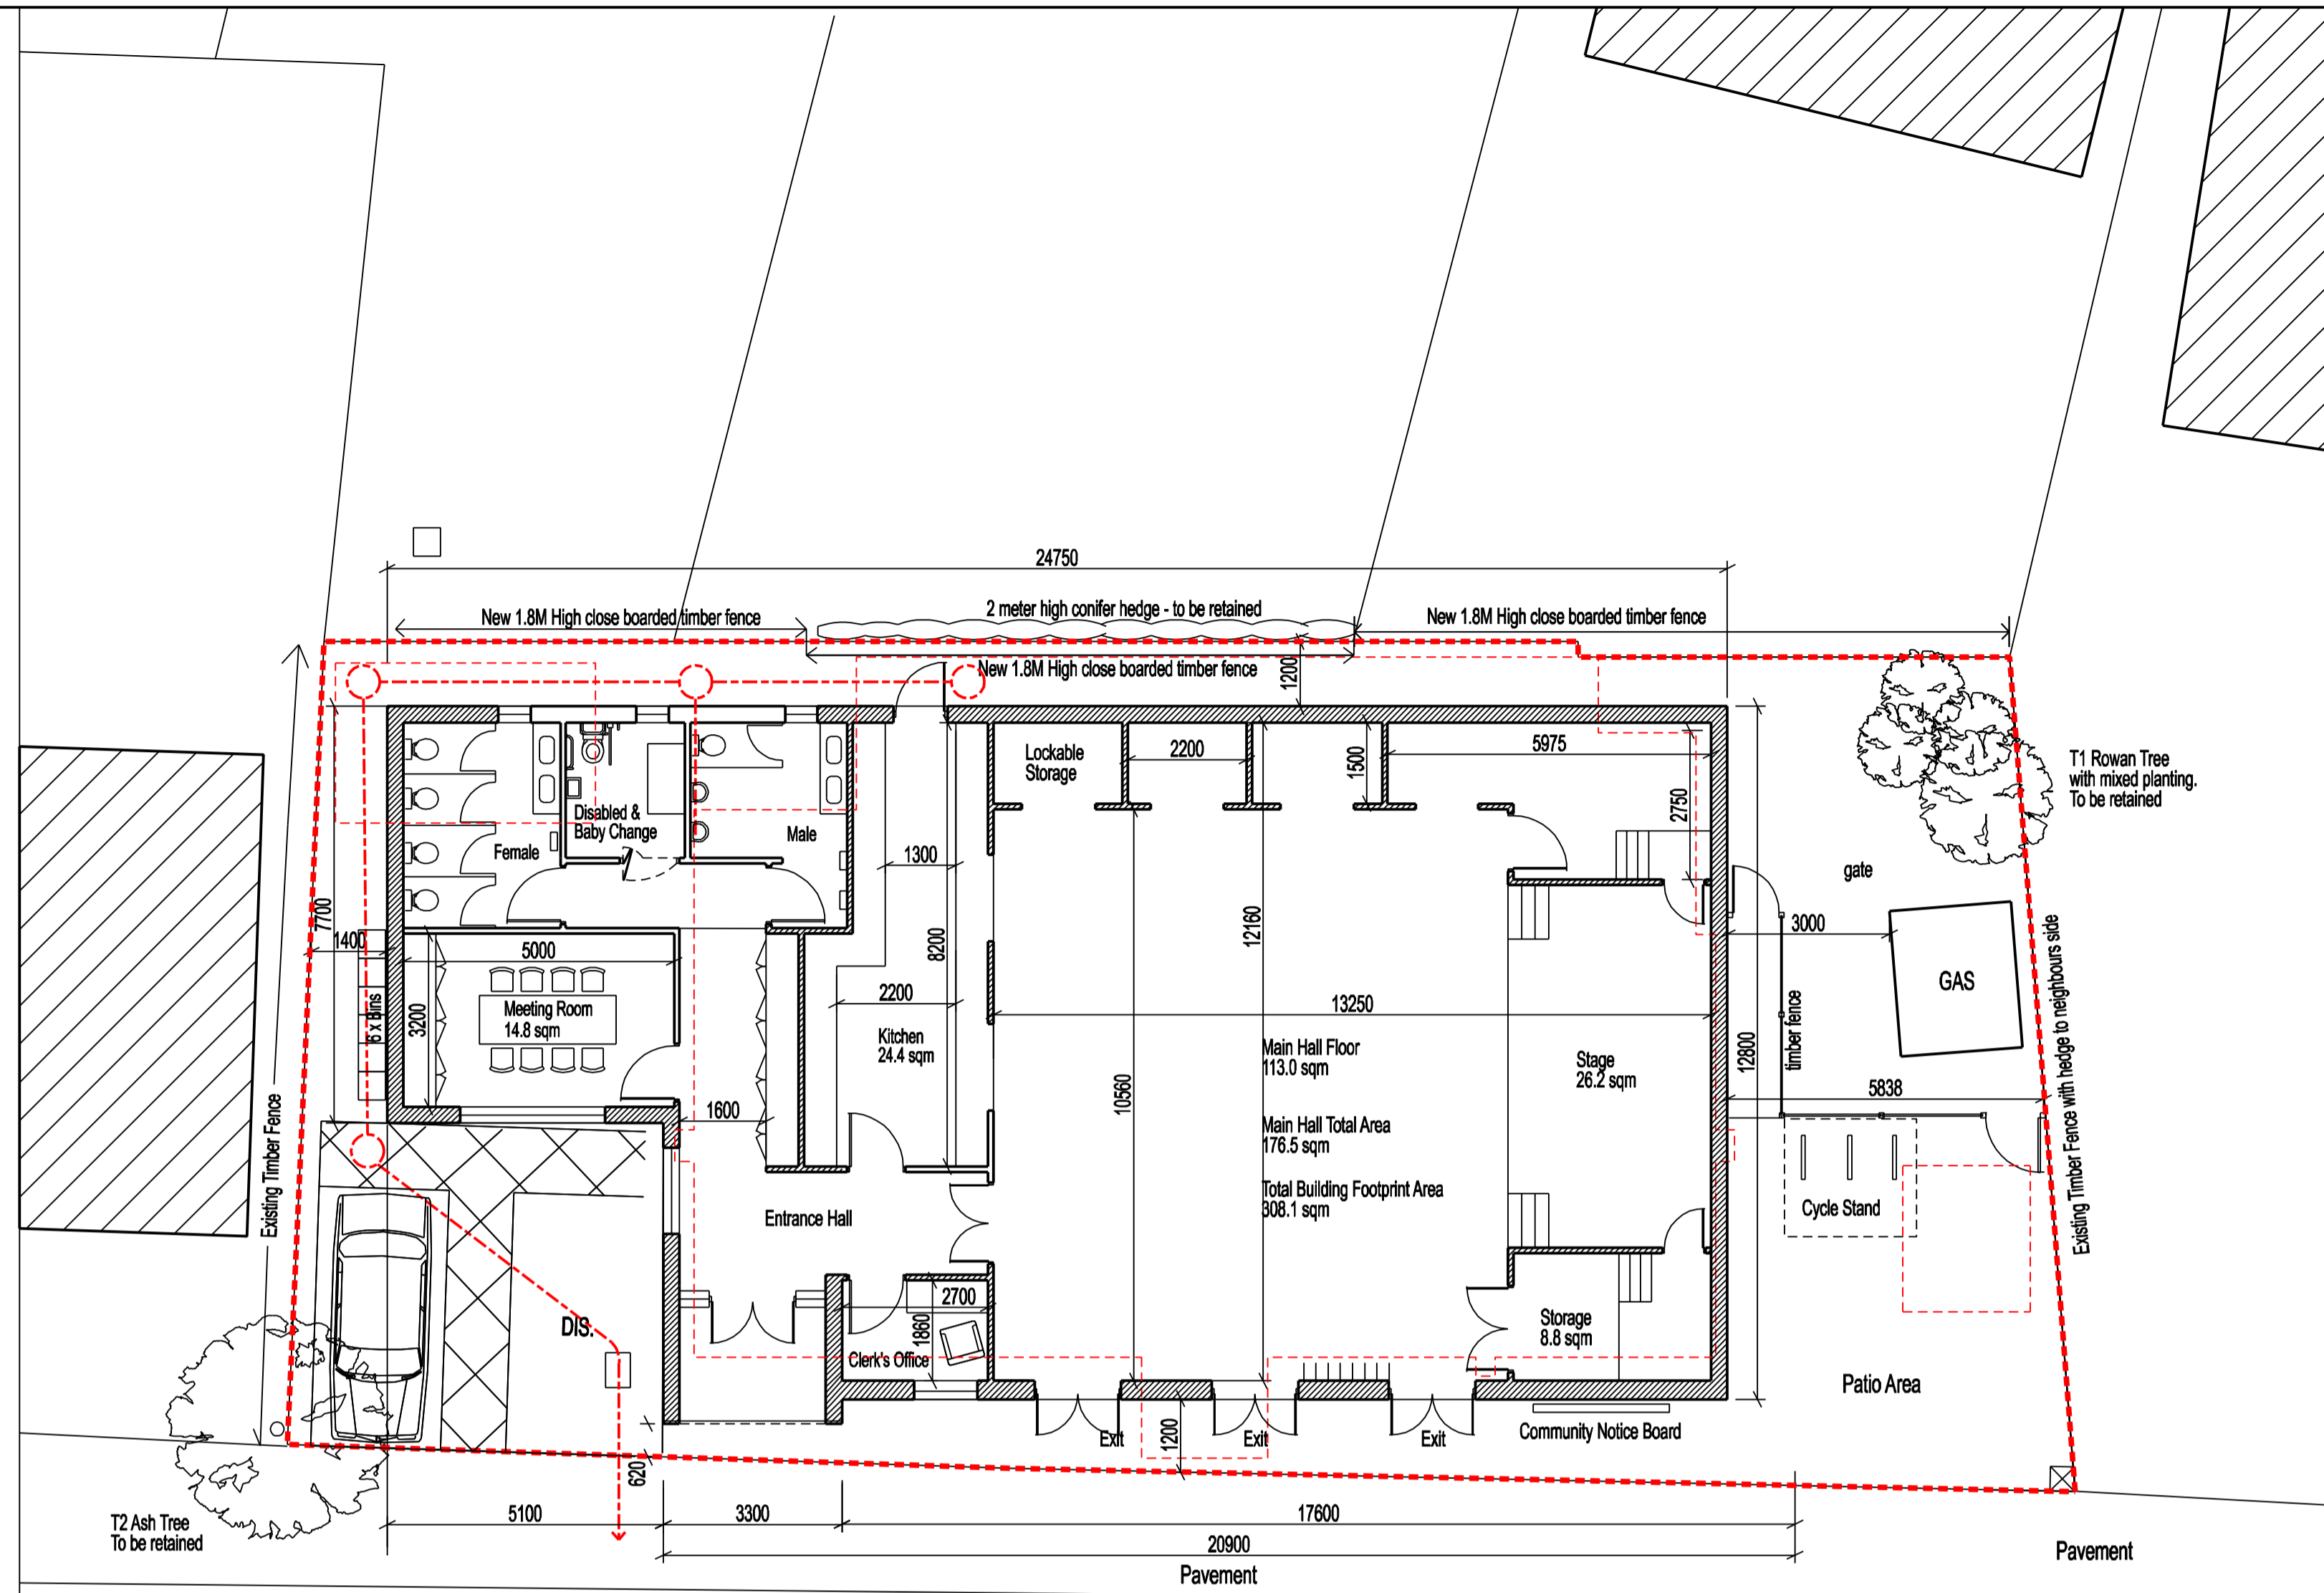 24750
New 1.8M High close boarded timber fence
2 meter high conifer hedge - to be retained
New 1.8M High close boarded timber fence
New 1.8M High close boarded timber fence
1200
Lockable
Storage
2200
1500
5975
2750
T1 Rowan Tree
with mixed planting.
To be retained
Disabled &
Baby Change
Male
Female
1300
gate
7700
1400
5000
8200
12160
3000
GAS
Existing Timber Fence with hedge to neighbours side
6 x Bins
3200
Meeting Room
14.8 sqm
2200
Kitchen
24.4 sqm
13250
Main Hall Floor
113.0 sqm
Stage
26.2 sqm
12800
timber fence
10560
5838
1600
Main Hall Total Area
176.5 sqm
Existing Timber Fence
Total Building Footprint Area
308.1 sqm
Entrance Hall
Cycle Stand
2700
1860
DIS.
Clerk's Office
Storage
8.8 sqm
Patio Area
Exit
1200
Exit
Exit
Community Notice Board
620
T2 Ash Tree
To be retained
5100
3300
17600
20900
Pavement
Pavement